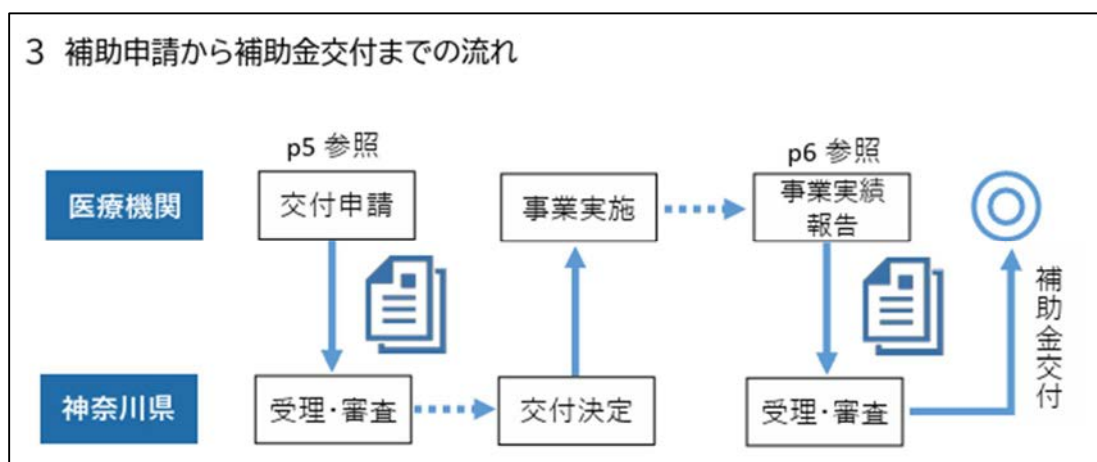 3 補助申請から補助金交付までの流れ
p5 参照
p6 参照
医療機関
交付申請
事業実施
事業実績
報告
補助金交付
神奈川県
受理・審査
交付決定
受理・審査